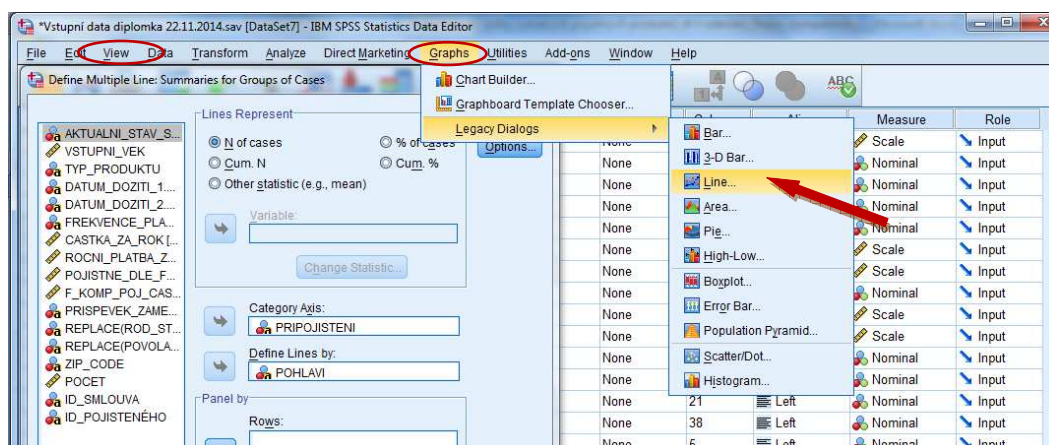 *Vstupní data diplomka 22.11.2014.sav [DataSet7] - IBM SPSS Statistics Data Editor
File Edit View Data Transform Analyze Direct Marketing Graphs Utilities Add-ons Window Help
Define Multiple Line: Summaries for Groups of Cases
Chart Builder...
Graphboard Template Chooser...
Legacy Dialogs
Bar...
3-D Bar...
Line...
Area...
Pie...
High-Low...
Boxplot...
Error Bar...
Population Pyramid...
Scatter/Dot...
Histogram...
AKTUALNI_STAV_S...
VSTUPNI_VEK
TYP_PRODUKTU
DATUM_DOZITI_1....
DATUM_DOZITI_2....
FREKVENCE_PLA...
CASTKA_ZA_ROK [...
ROCNI_PLATBA_Z...
POJISTNE_DLE_F...
F_KOMP_POJ_CAS...
PRISPEVEK_ZAME...
REPLACE(ROD_ST...
REPLACE(POVOLA...
ZIP_CODE
POCET
ID_SMLOUVA
ID_POJISTENÉHO
Lines Represent
N of cases
% of cases
Cum. N
Cum. %
Other statistic (e.g., mean)
Variable:
Change Statistic...
Category Axis:
PRIPOJISTENI
Define Lines by:
POHLAVI
Panel by
Rows:
Options...
Measure Role
Scale Input
None Nominal Input
None Nominal Input
None Nominal Input
None Nominal Input
None Scale Input
None Scale Input
None Nominal Input
None Scale Input
None Scale Input
None Nominal Input
None Nominal Input
None 21 Left Nominal Input
None 38 Left Nominal Input
None 6 Left Nominal Input